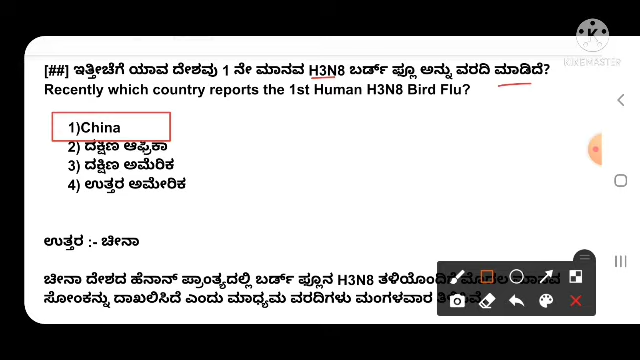 KINEMASTER
[##] ಇತ್ತೀಚೆಗೆ ಯಾವ ದೇಶವು 1 ನೇ ಮಾನವ H3N8 ಬರ್ಡ್ ಫ್ಲೂ ಅನ್ನು ವರದಿ ಮಾಡಿದೆ?
Recently which country reports the 1st Human H3N8 Bird Flu?
1)China
2) ದಕ್ಷಿಣ ಆಫ್ರಿಕಾ
3) ದಕ್ಷಿಣ ಅಮೆರಿಕ
4) ಉತ್ತರ ಅಮೇರಿಕ
ಉತ್ತರ :- ಚೀನಾ
ಚೀನಾ ದೇಶದ ಹೆನಾನ್ ಪ್ರಾಂತ್ಯದಲ್ಲಿ ಬರ್ಡ್ ಫ್ಲೂನ H3N8 ತಳಿಯೊಂದಿಗೆ
ಸೋಂಕನ್ನು ದಾಖಲಿಸಿದೆ ಎಂದು ಮಾಧ್ಯಮ ವರದಿಗಳು ಮಂಗಳವಾರ